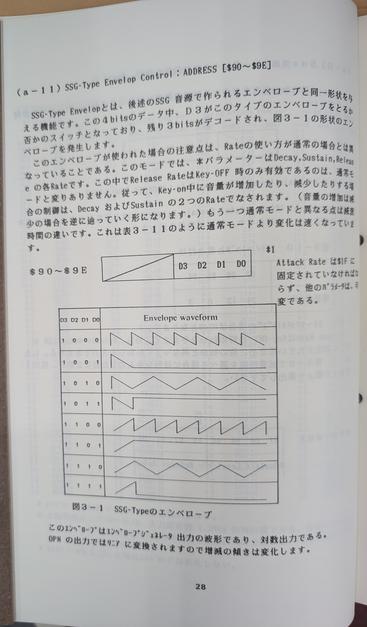 (a-11) SSG-Type Envelop Control : ADDRESS [$90～$9E]
SSG-Type Envelopとは、後述のSSG 音源で作られるエンベロープと同一形状を与
える機能です。この4bitsのデータ中、D3がこのタイプのエンベロープをとるか
否かのスイッチとなっており、残り3bitsがデコードされ、図3-1の形状のエン
ベロープを発生します。
このエンベロープが使われた場合の注意点は、Rateの使い方が通常の場合とは異
なっていることである。このモードでは、本パラメーターはDecay,Sustain,Releas
e の各Rateです。この中でRelease RateはKey-OFF 時のみ有効であるのは、通常モ
ードと変りありません。従って、Key-on中に音量が増加したり、減少したりする場
合の制御は、Decay およびSustain の2つのRateでなされます。(音量の増加は減
少の場合を逆に辿っていく形になります。)もう一つ通常モードと異なる点は減衰
時間の違いです。これは表3-11のように通常モードより変化は速くなっていま
す。
$1
$90～$9E
D3 D2 D1 D0
Attack Rate は$1Fに
固定されていなければな
らず、他のﾊﾟﾗﾒｰﾀは、可
変である。
D3 D2 D1 D0 Envelope waveform
1 0 0 0
1 0 0 1
1 0 1 0
1 0 1 1
1 1 0 0
1 1 0 1
1 1 1 0
1 1 1 1
図3-1 SSG-Typeのエンベロープ
このｴﾝﾍﾞﾛｰﾌﾟはｴﾝﾍﾞﾛｰﾌﾟｼﾞｪﾈﾚｰﾀ 出力の波形であり、対数出力である。
OPN の出力ではﾘﾆｱ に変換されますので増減の傾きは変化します。
28